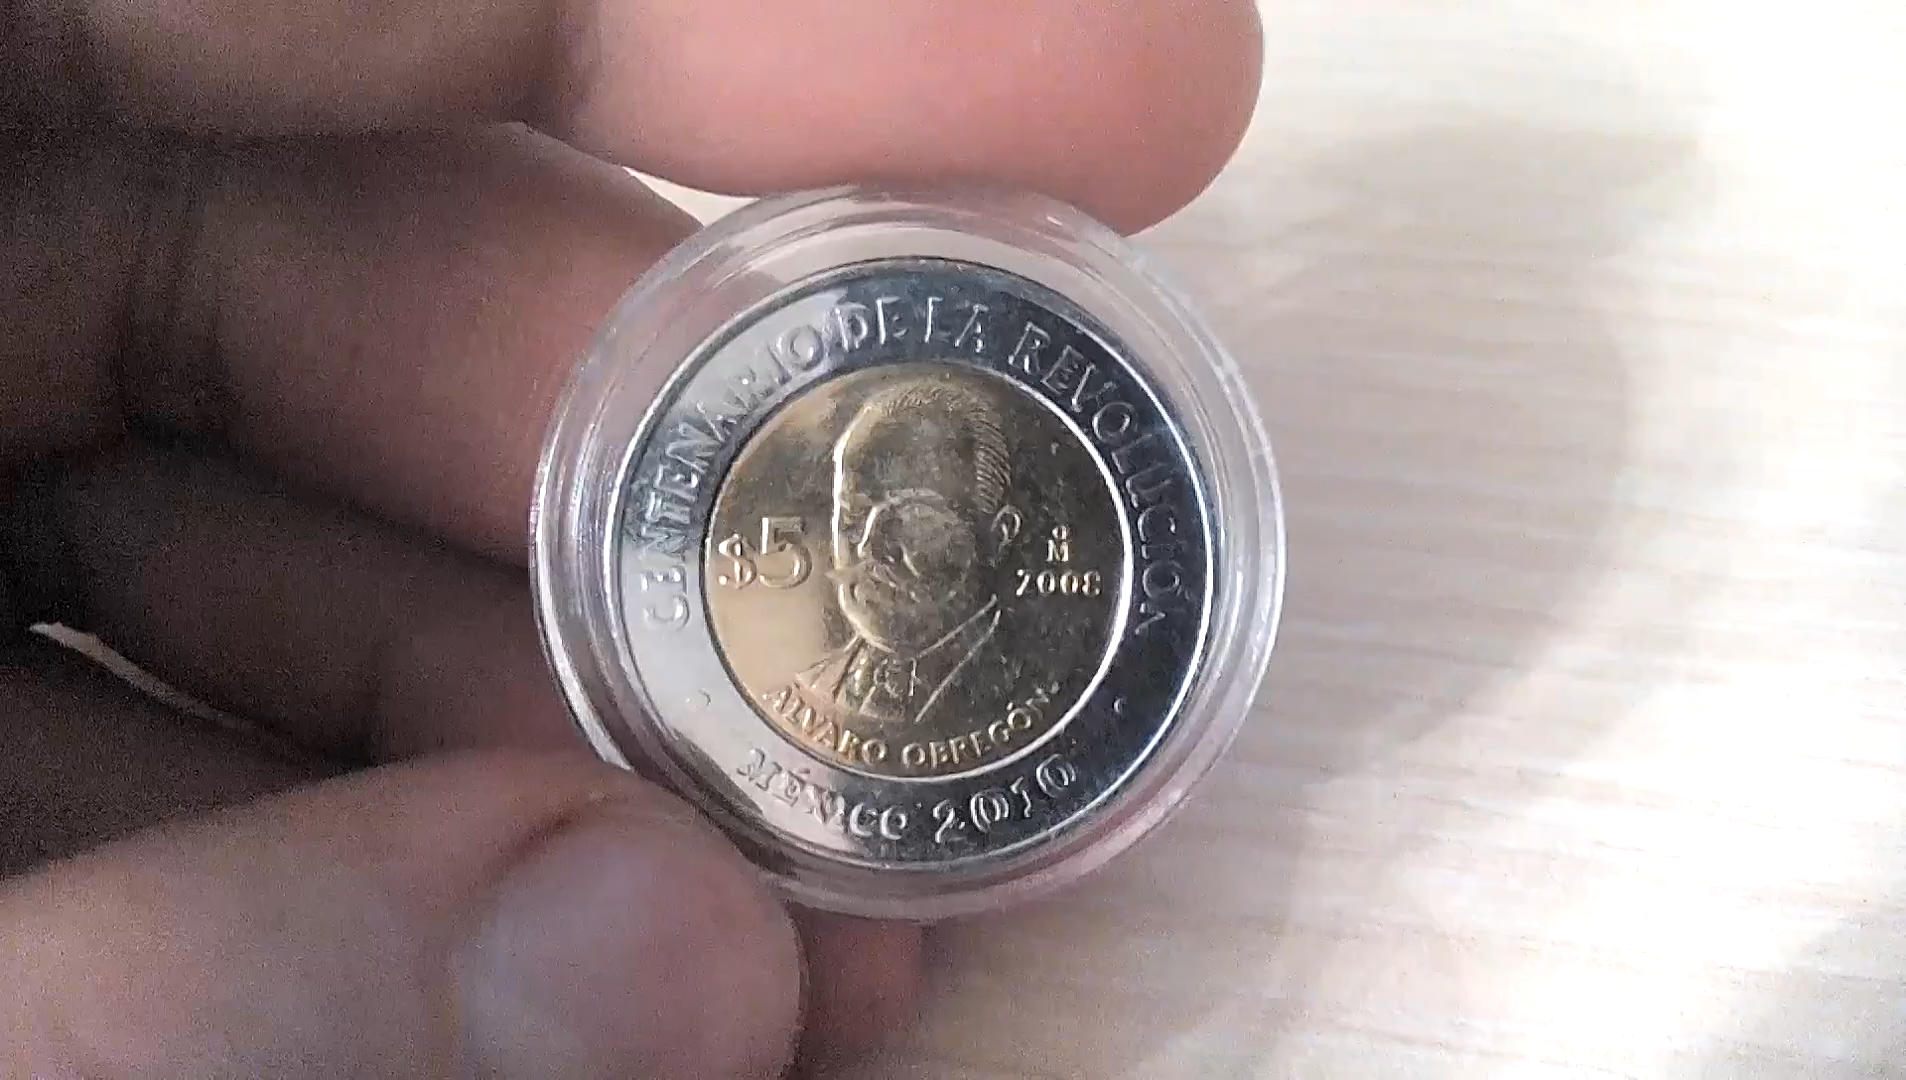 CENTENARIO DE LA REVOLUCIÓN
$5
o
M
2008
ÁLVARO OBREGÓN
MÉXICO 2010